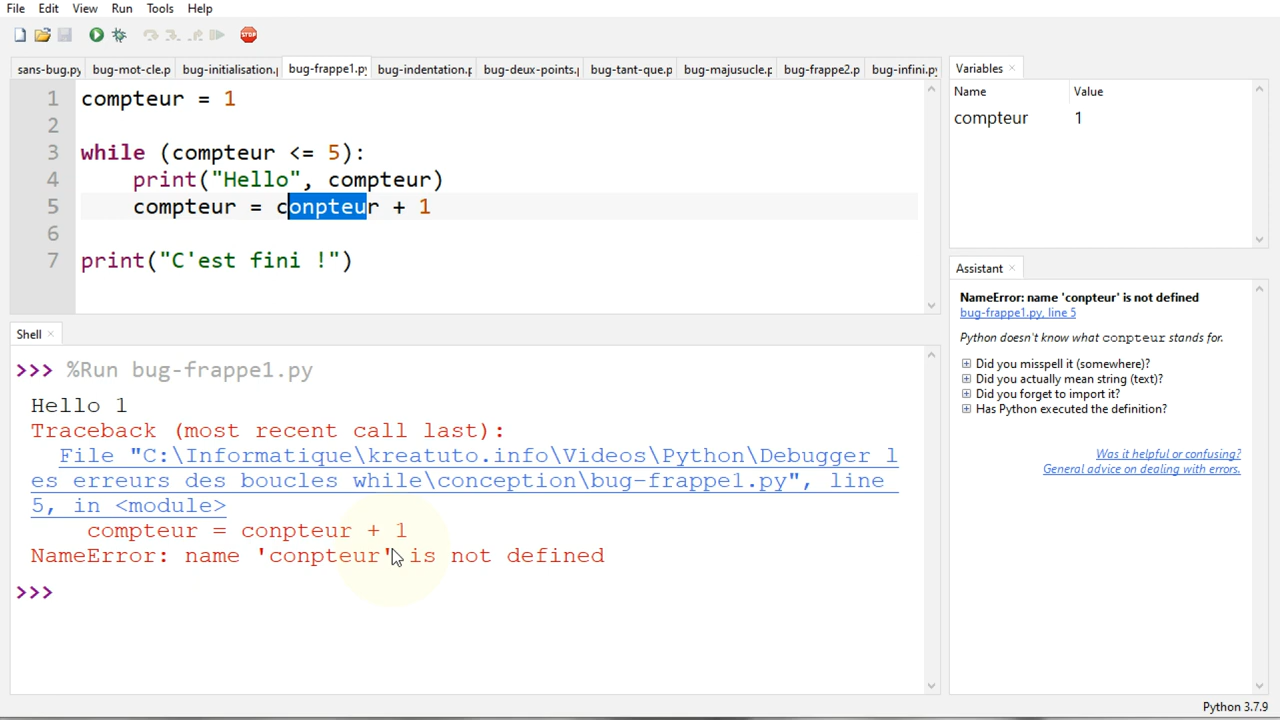 File Edit View Run Tools Help
STOP
sans-bug.py bug-mot-cle.p bug-initialisation.p bug-frappe1.py bug-indentation.p bug-deux-points.p bug-tant-que.p bug-majusucle.p bug-frappe2.p bug-infini.py
1 compteur = 1
2
3 while (compteur <= 5):
4 print("Hello", compteur)
5 compteur = conpteur + 1
6
7 print("C'est fini !")
Variables
Name Value
compteur 1
Assistant
NameError: name 'conpteur' is not defined
bug-frappe1.py, line 5
Python doesn't know what conpteur stands for.
Did you misspell it (somewhere)?
Did you actually mean string (text)?
Did you forget to import it?
Has Python executed the definition?
Was it helpful or confusing?
General advice on dealing with errors.
Shell
>>> %Run bug-frappe1.py
Hello 1
Traceback (most recent call last):
File "C:\Informatique\kreatuto.info\Videos\Python\Debugger l
es erreurs des boucles while\conception\bug-frappe1.py", line
5, in <module>
compteur = conpteur + 1
NameError: name 'conpteur' is not defined
>>>
Python 3.7.9